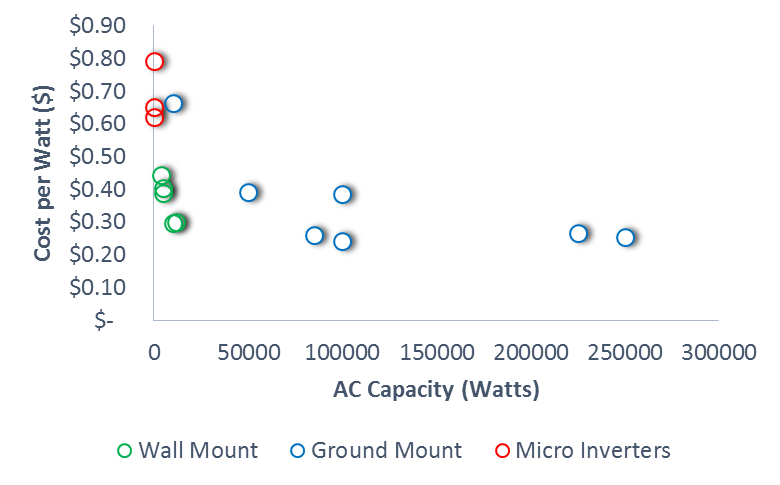 $0.90
$0.80
$0.70
$0.60
$0.50
$0.40
$0.30
$0.20
$0.10
$-
Cost per Watt ($)
0 50000 100000 150000 200000 250000 300000
AC Capacity (Watts)
Wall Mount Ground Mount Micro Inverters